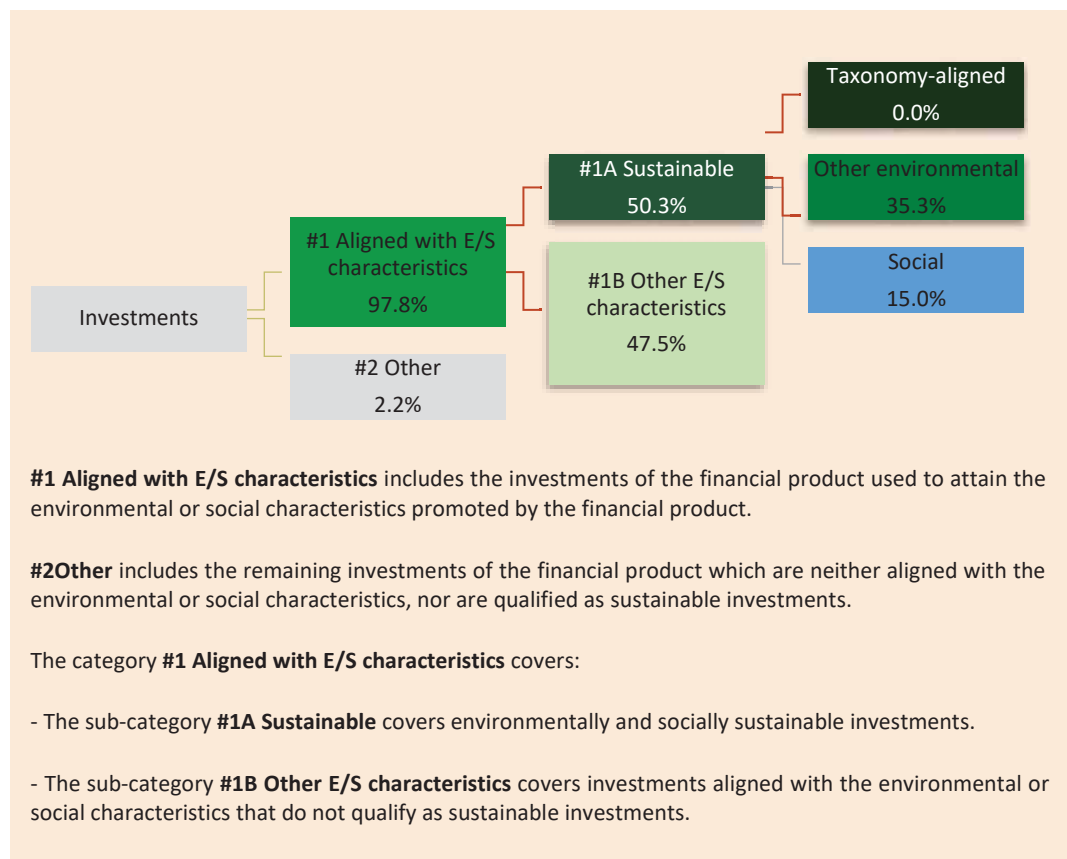 Investments
#1 Aligned with E/S
characteristics
97.8%
#2 Other
2.2%
#1A Sustainable
50.3%
#1B Other E/S
characteristics
47.5%
Taxonomy-aligned
0.0%
Other environmental
35.3%
Social
15.0%
#1 Aligned with E/S characteristics includes the investments of the financial product used to attain the
environmental or social characteristics promoted by the financial product.
#2Other includes the remaining investments of the financial product which are neither aligned with the
environmental or social characteristics, nor are qualified as sustainable investments.
The category #1 Aligned with E/S characteristics covers:
- The sub-category #1A Sustainable covers environmentally and socially sustainable investments.
- The sub-category #1B Other E/S characteristics covers investments aligned with the environmental or
social characteristics that do not qualify as sustainable investments.